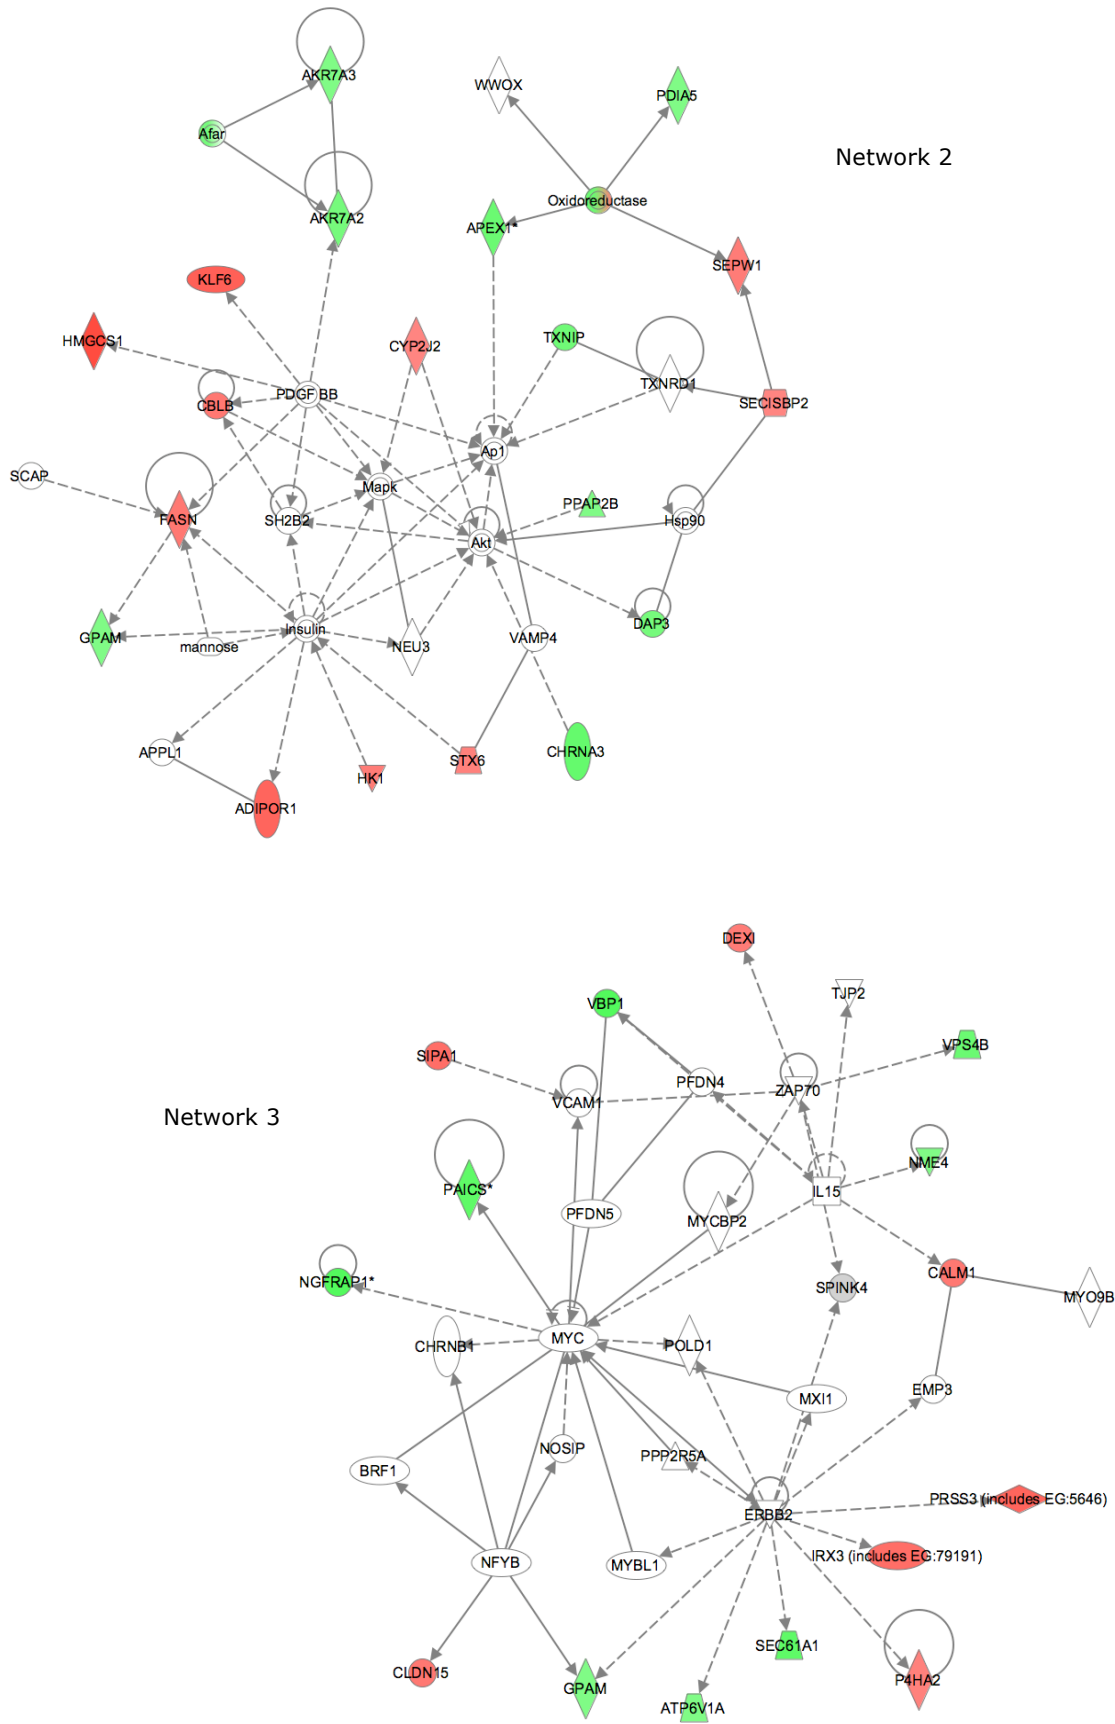 AKR7A3
WWOX
PDIA5
Afar
Network 2
Oxidoreductase
AKR7A2
APEX1*
SEPW1
KLF6
HMGCS1
CYP2J2
TXNIP
TXNRD1
PDGF BB
CBLB
SECISBP2
Ap1
SCAP
Mapk
PPAP2B
FASN
SH2B2
Hsp90
Akt
DAP3
Insulin
GPAM
mannose
NEU3
VAMP4
APPL1
STX6
CHRNA3
HK1
ADIPOR1
DEXI
TJP2
VBP1
VPS4B
SIPA1
PFDN4
ZAP70
VCAM1
Network 3
NME4
PAICS*
IL15
PFDN5
MYCBP2
CALM1
NGFRAP1*
SPINK4
MYO9B
MYC
CHRNB1
POLD1
EMP3
MXI1
NOSIP
PPP2R5A
BRF1
PRSS3 (includes EG:5646)
ERBB2
IRX3 (includes EG:79191)
NFYB
MYBL1
SEC61A1
CLDN15
P4HA2
GPAM
ATP6V1A